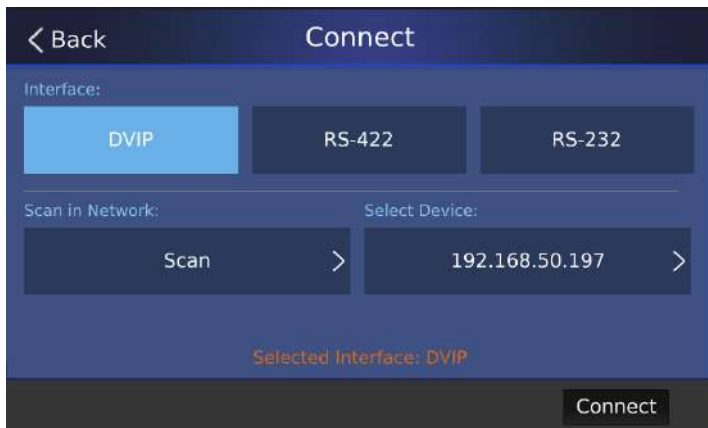 Back
Connect
Interface:
DVIP
RS-422
RS-232
Scan in Network:
Select Device:
Scan
192.168.50.197
Selected Interface: DVIP
Connect